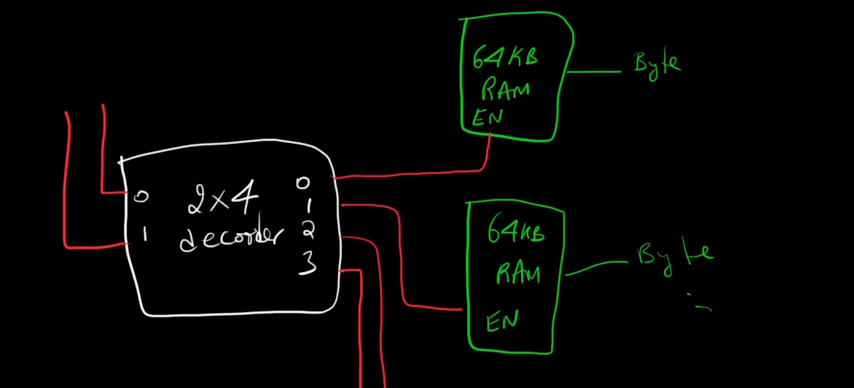 64KB
RAM
EN
Byte
0
1
2x4
decoder
0
1
2
3
64KB
RAM
EN
Byte